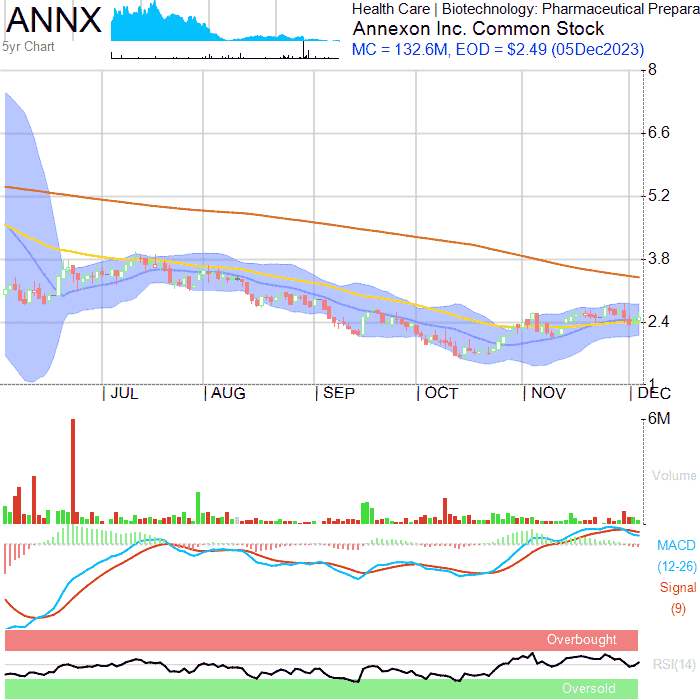 ANNX
5yr Chart
Health Care | Biotechnology: Pharmaceutical Prepara
Annexon Inc. Common Stock
MC = 132.6M, EOD = $2.49 (05Dec2023)
8
6.6
5.2
3.8
2.4
1
JUL AUG SEP OCT NOV DEC
6M
Volume
MACD
(12-26)
Signal
(9)
Overbought
RSI(14)
Oversold